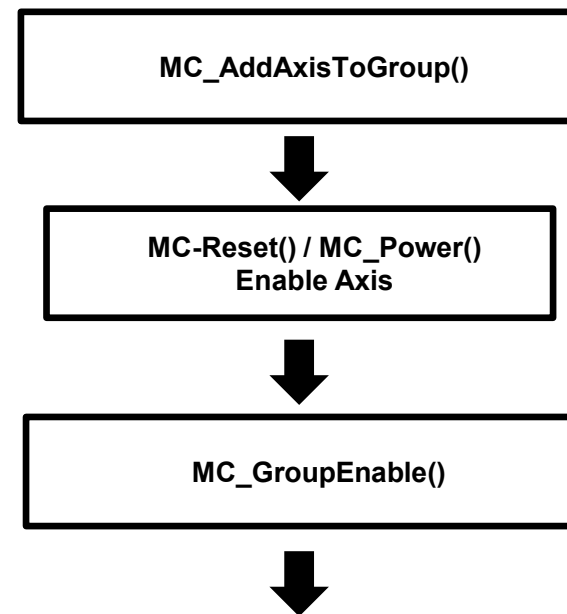 MC_AddAxisToGroup()
MC-Reset() / MC_Power()
Enable Axis
MC_GroupEnable()